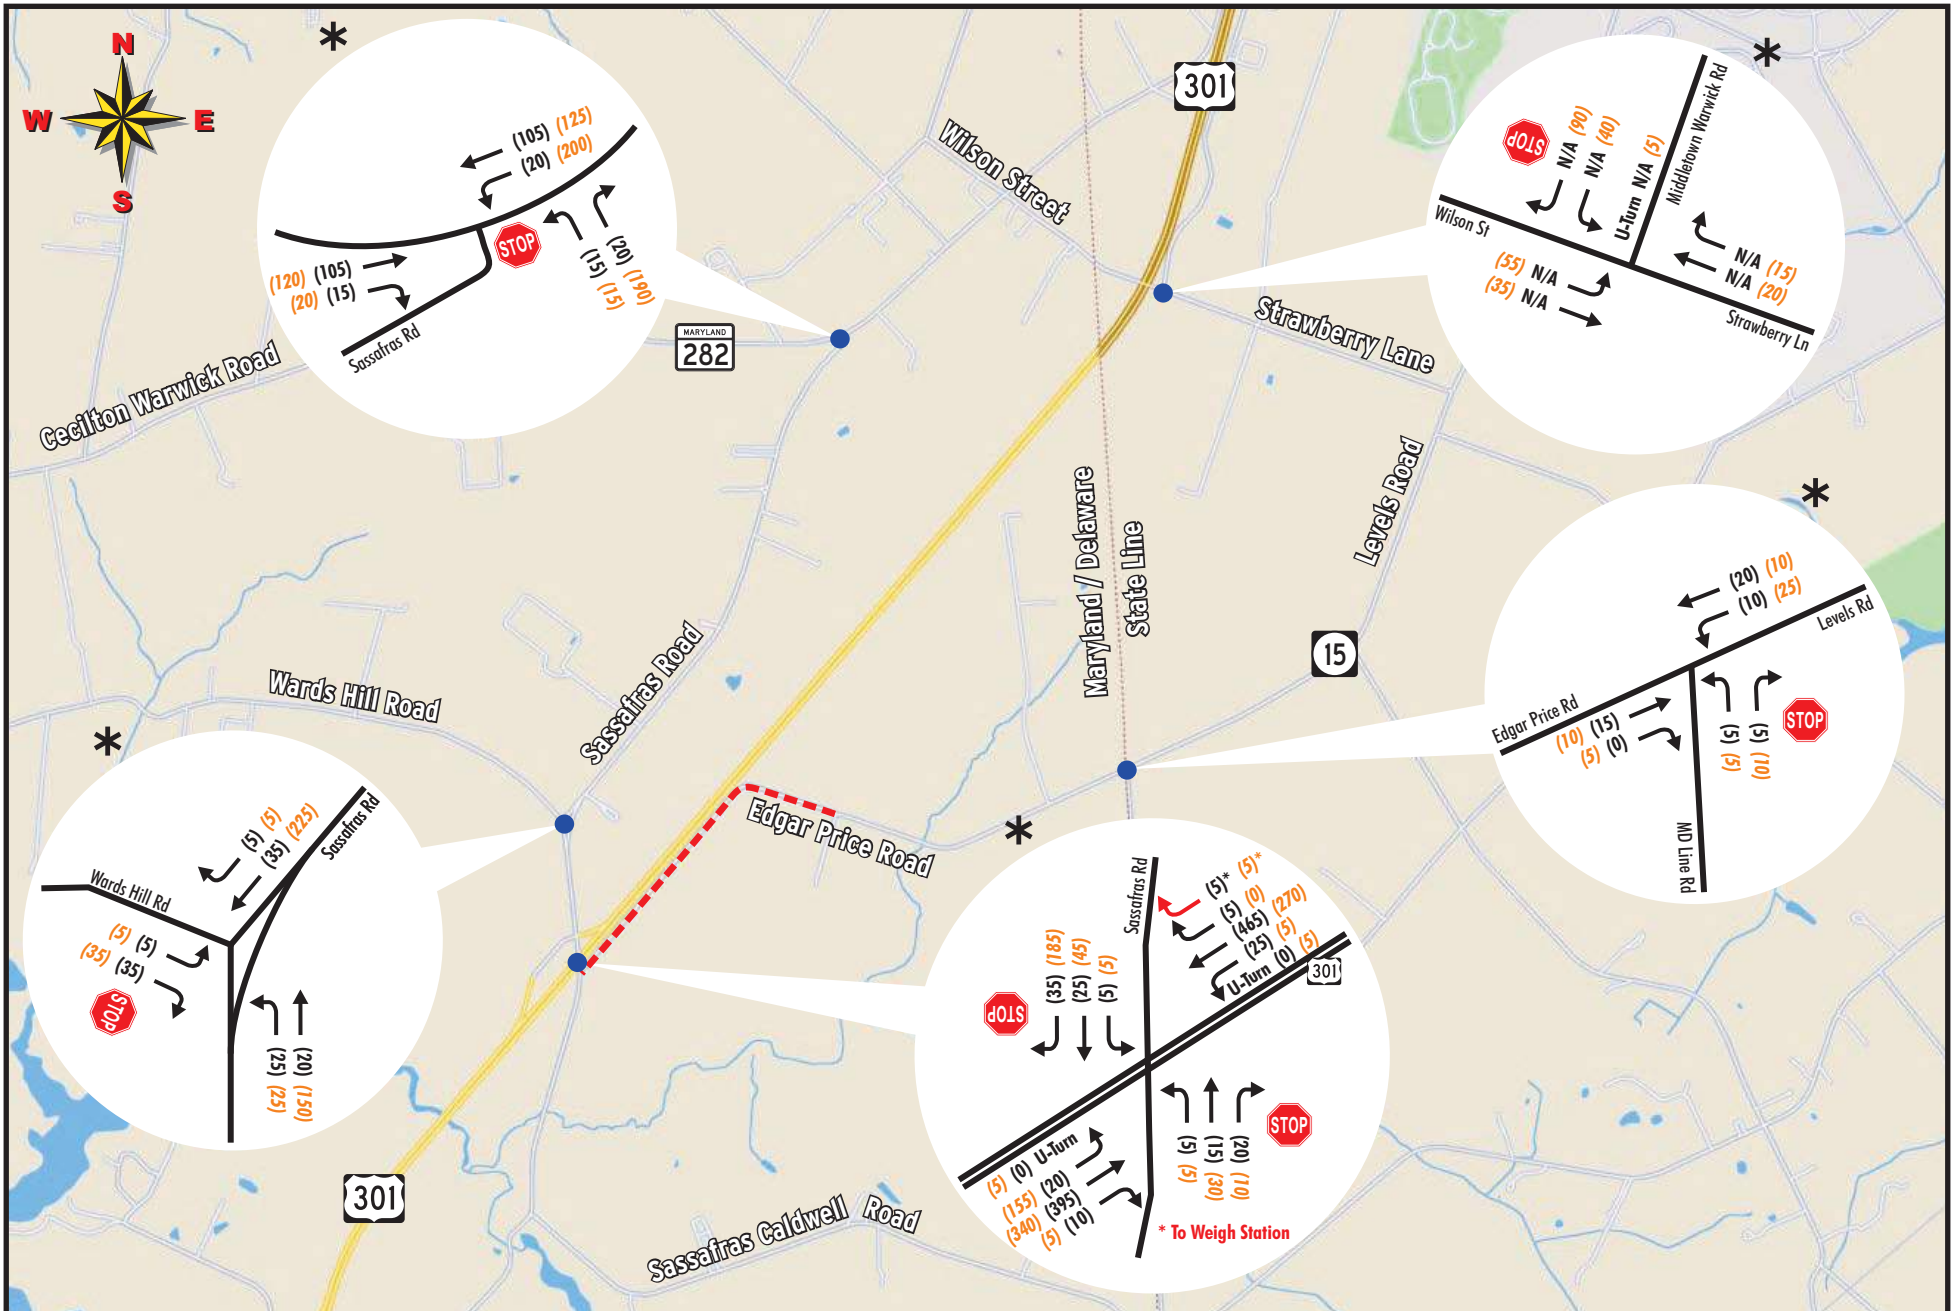 N
W
E
S
*
(105) (125)
(20) (200)
STOP
(120) (105)
(20) (15)
(15) (15)
(20) (190)
Sassafras Rd
Cecilton Warwick Road
MARYLAND
282
Wilson Street
301
*
STOP
N/A (90)
N/A (40)
U-Turn N/A (5)
Middletown Warwick Rd
Wilson St
(55) N/A
(35) N/A
N/A (15)
N/A (20)
Strawberry Ln
Strawberry Lane
Levels Road
Maryland / Delaware
State Line
15
*
(20) (10)
(10) (25)
Levels Rd
Edgar Price Rd
(10) (15)
(5) (0)
(5) (5)
(5) (10)
STOP
MD Line Rd
Wards Hill Road
Sassafras Road
Edgar Price Road
*
(5) (5)
(35) (225)
Sassafras Rd
Wards Hill Rd
(5) (5)
(35) (35)
STOP
(25) (25)
(20) (150)
*
Sassafras Rd
(5)* (5)*
(5) (0)
(465) (270)
(25) (5)
U-Turn (0) (5)
301
STOP
(35) (185)
(25) (45)
(5) (5)
(5) (0) U-Turn
(155) (20)
(340) (395)
(5) (10)
(5) (5)
(15) (30)
(20) (10)
STOP
* To Weigh Station
301
Sassafras Caldwell Road